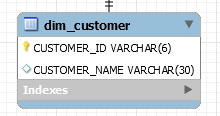 dim_customer
CUSTOMER_ID VARCHAR(6)
CUSTOMER_NAME VARCHAR(30)
Indexes